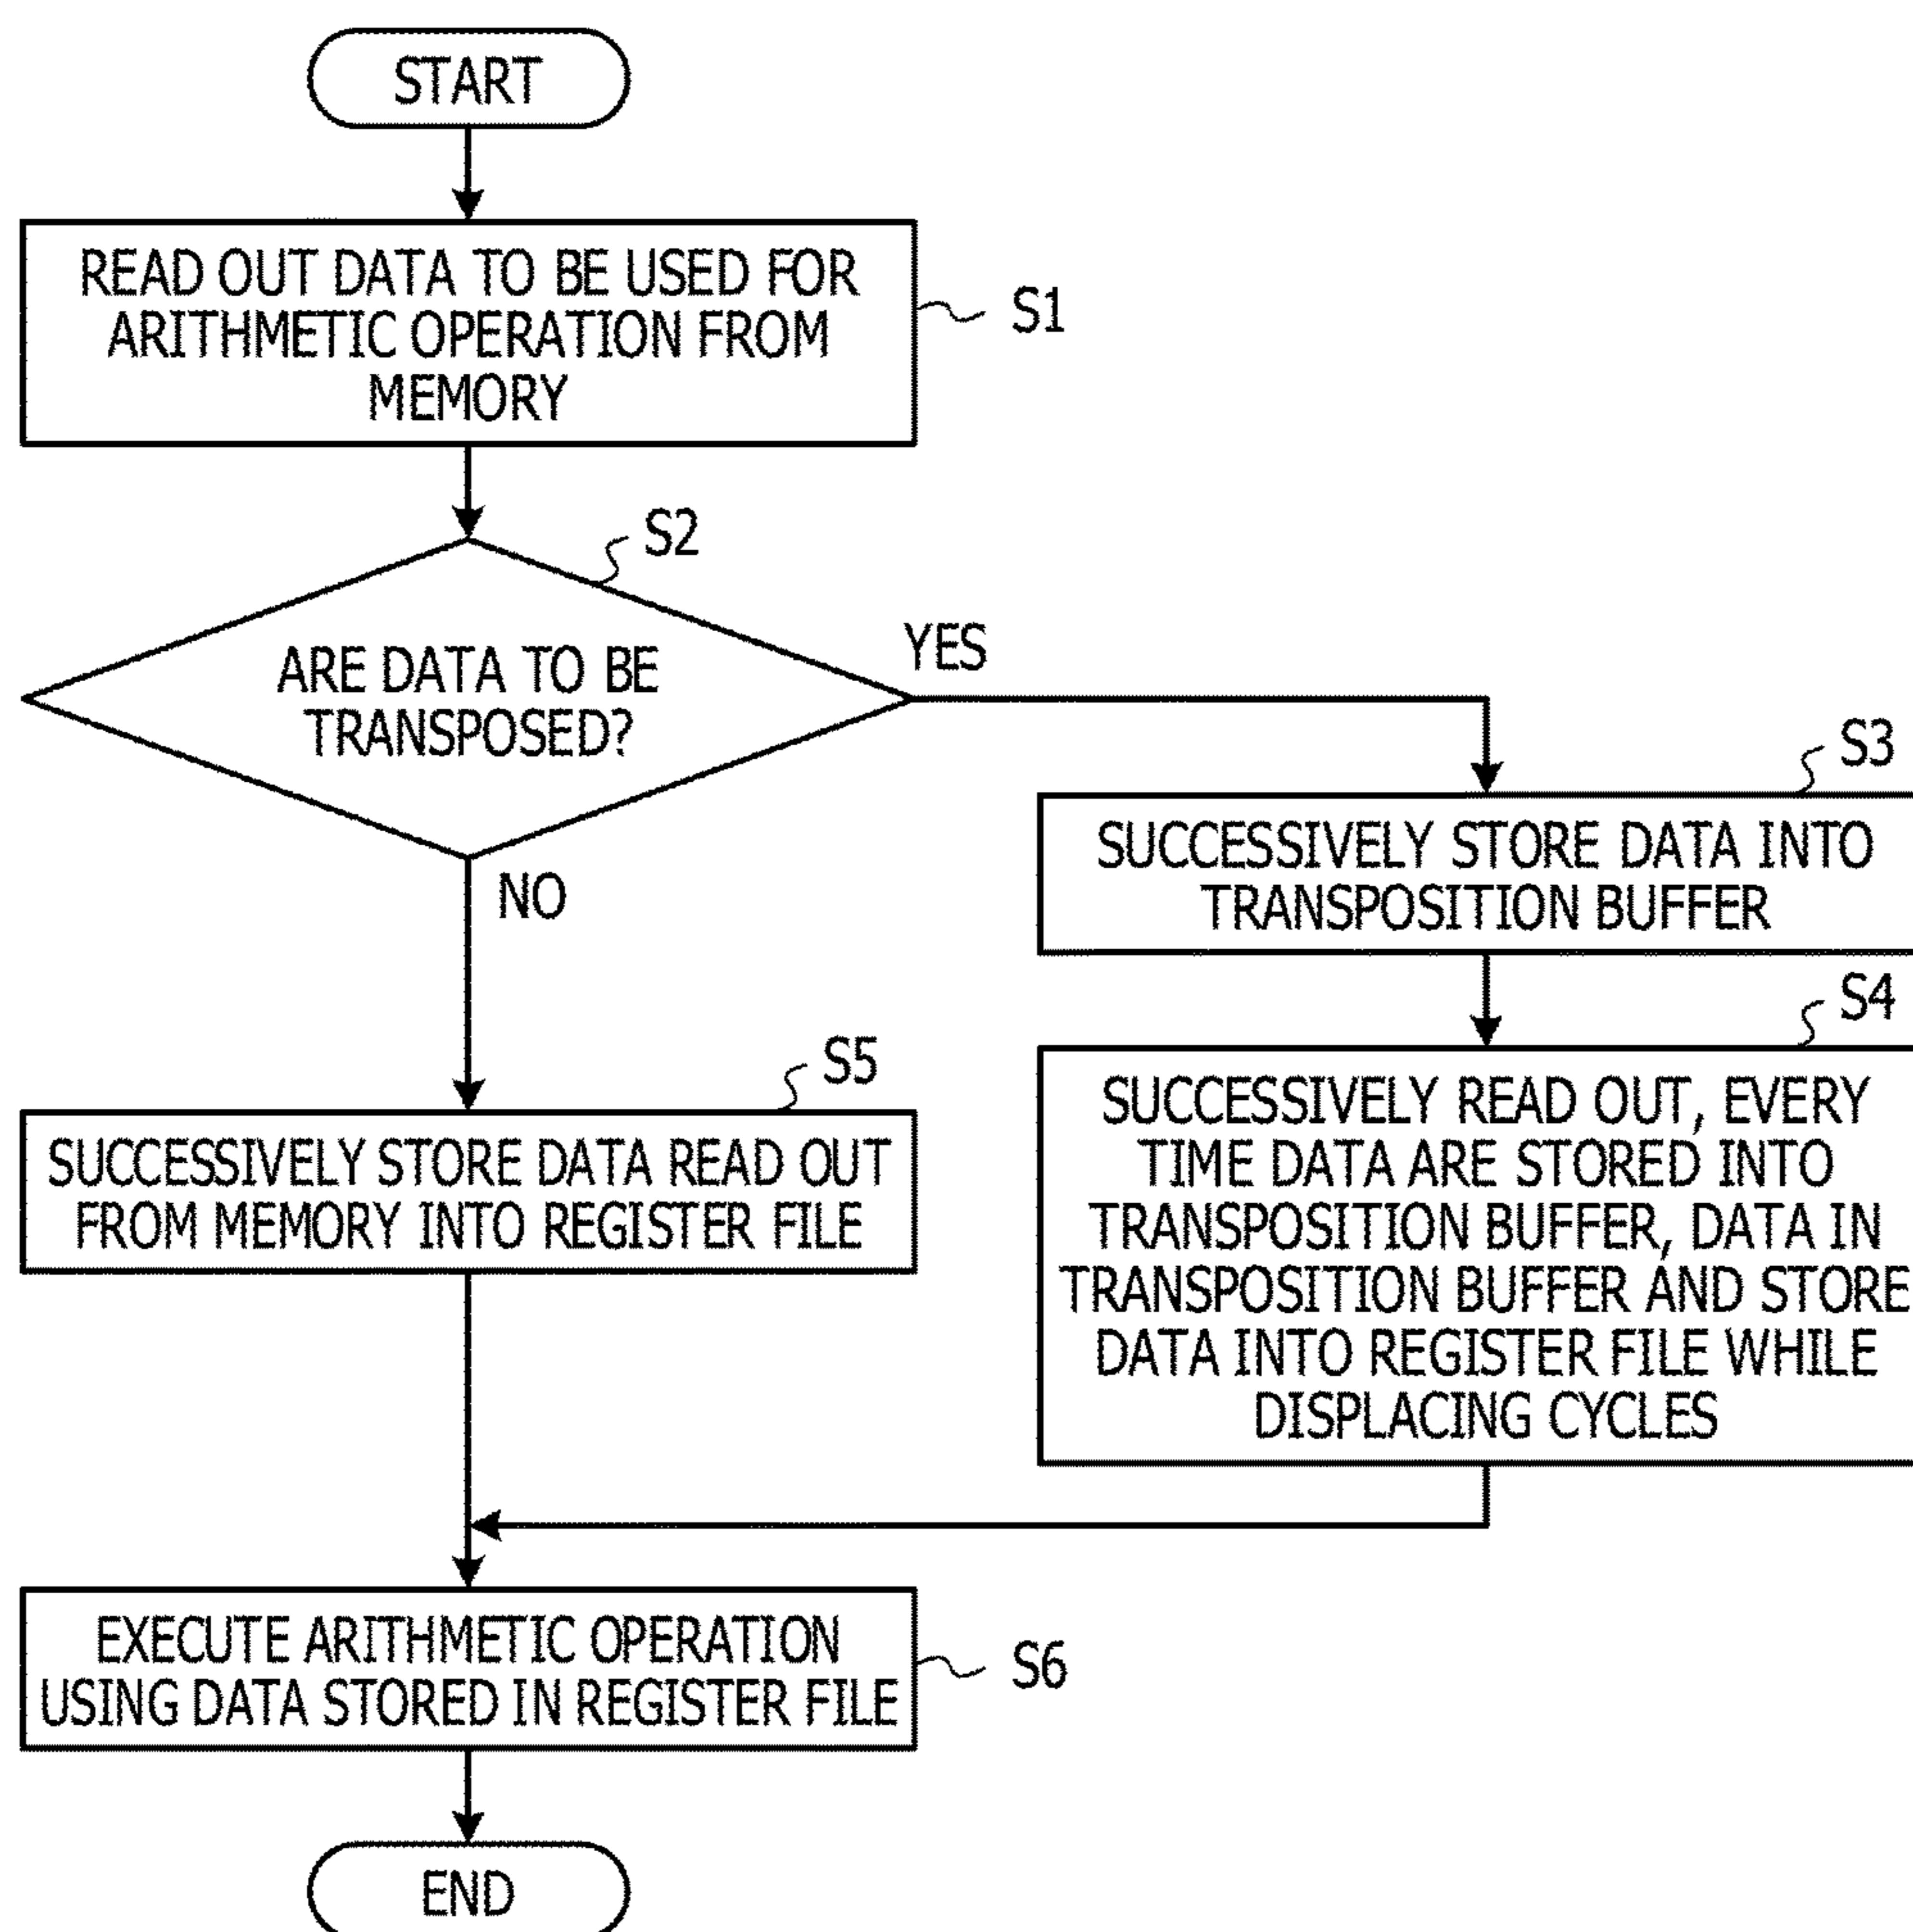 START
READ OUT DATA TO BE USED FOR
ARITHMETIC OPERATION FROM
MEMORY
S1
S2
ARE DATA TO BE
TRANSPOSED?
YES
NO
S3
SUCCESSIVELY STORE DATA INTO
TRANSPOSITION BUFFER
S4
SUCCESSIVELY READ OUT, EVERY
TIME DATA ARE STORED INTO
TRANSPOSITION BUFFER, DATA IN
TRANSPOSITION BUFFER AND STORE
DATA INTO REGISTER FILE WHILE
DISPLACING CYCLES
S5
SUCCESSIVELY STORE DATA READ OUT
FROM MEMORY INTO REGISTER FILE
EXECUTE ARITHMETIC OPERATION
USING DATA STORED IN REGISTER FILE
S6
END